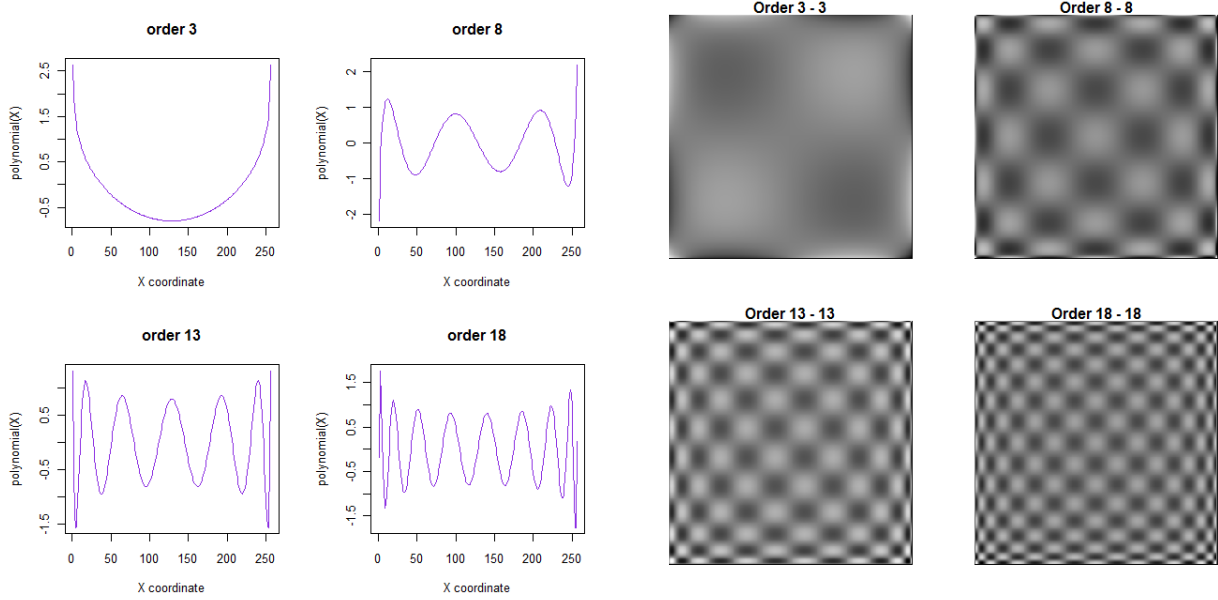 order 3
polynomial(X)
2.5
1.5
0.5
-0.5
0 50 100 150 200 250
X coordinate
order 8
polynomial(X)
2
1
0
-1
-2
0 50 100 150 200 250
X coordinate
Order 3 - 3
Order 8 - 8
order 13
polynomial(X)
0.5
-0.5
-1.5
0 50 100 150 200 250
X coordinate
order 18
polynomial(X)
1.5
0.5
-0.5
-1.5
0 50 100 150 200 250
X coordinate
Order 13 - 13
Order 18 - 18